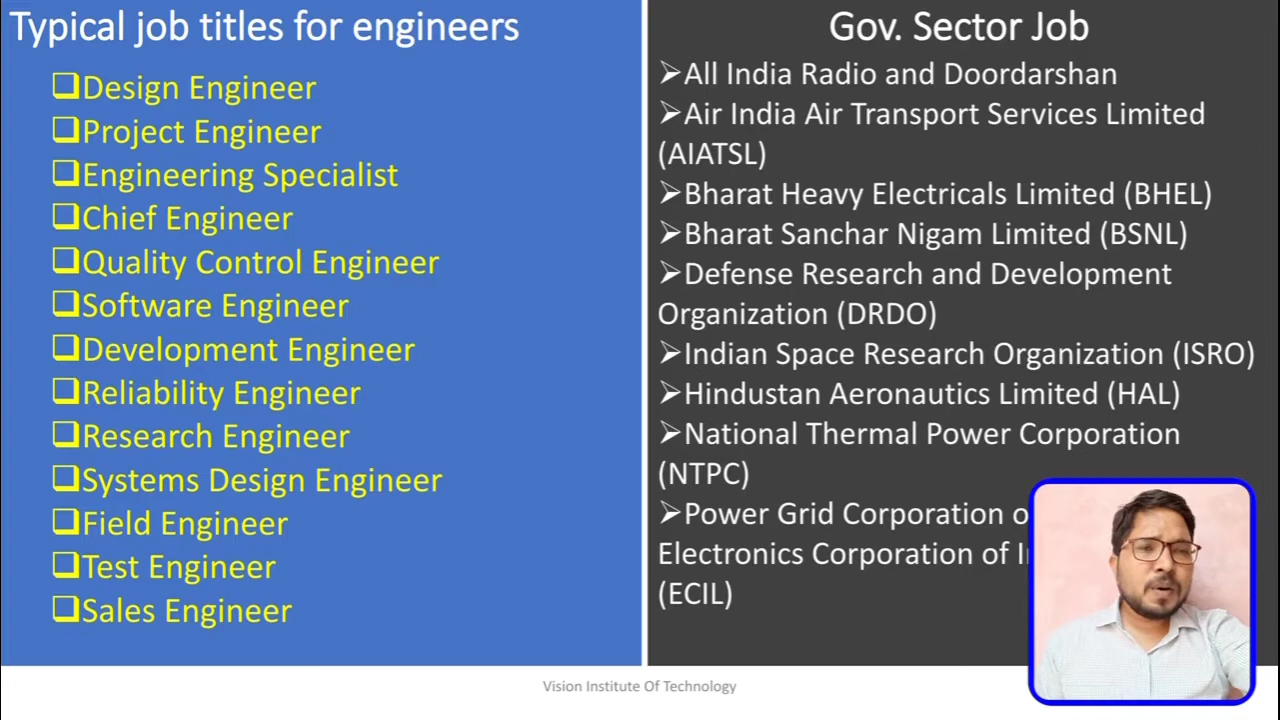 Typical job titles for engineers
❑Design Engineer
❑Project Engineer
❑Engineering Specialist
❑Chief Engineer
❑Quality Control Engineer
❑Software Engineer
❑Development Engineer
❑Reliability Engineer
❑Research Engineer
❑Systems Design Engineer
❑Field Engineer
❑Test Engineer
❑Sales Engineer
Gov. Sector Job
➢All India Radio and Doordarshan
➢Air India Air Transport Services Limited
(AIATSL)
➢Bharat Heavy Electricals Limited (BHEL)
➢Bharat Sanchar Nigam Limited (BSNL)
➢Defense Research and Development
Organization (DRDO)
➢Indian Space Research Organization (ISRO)
➢Hindustan Aeronautics Limited (HAL)
➢National Thermal Power Corporation
(NTPC)
➢Power Grid Corporation
Electronics Corporation of
(ECIL)
Vision Institute Of Technology